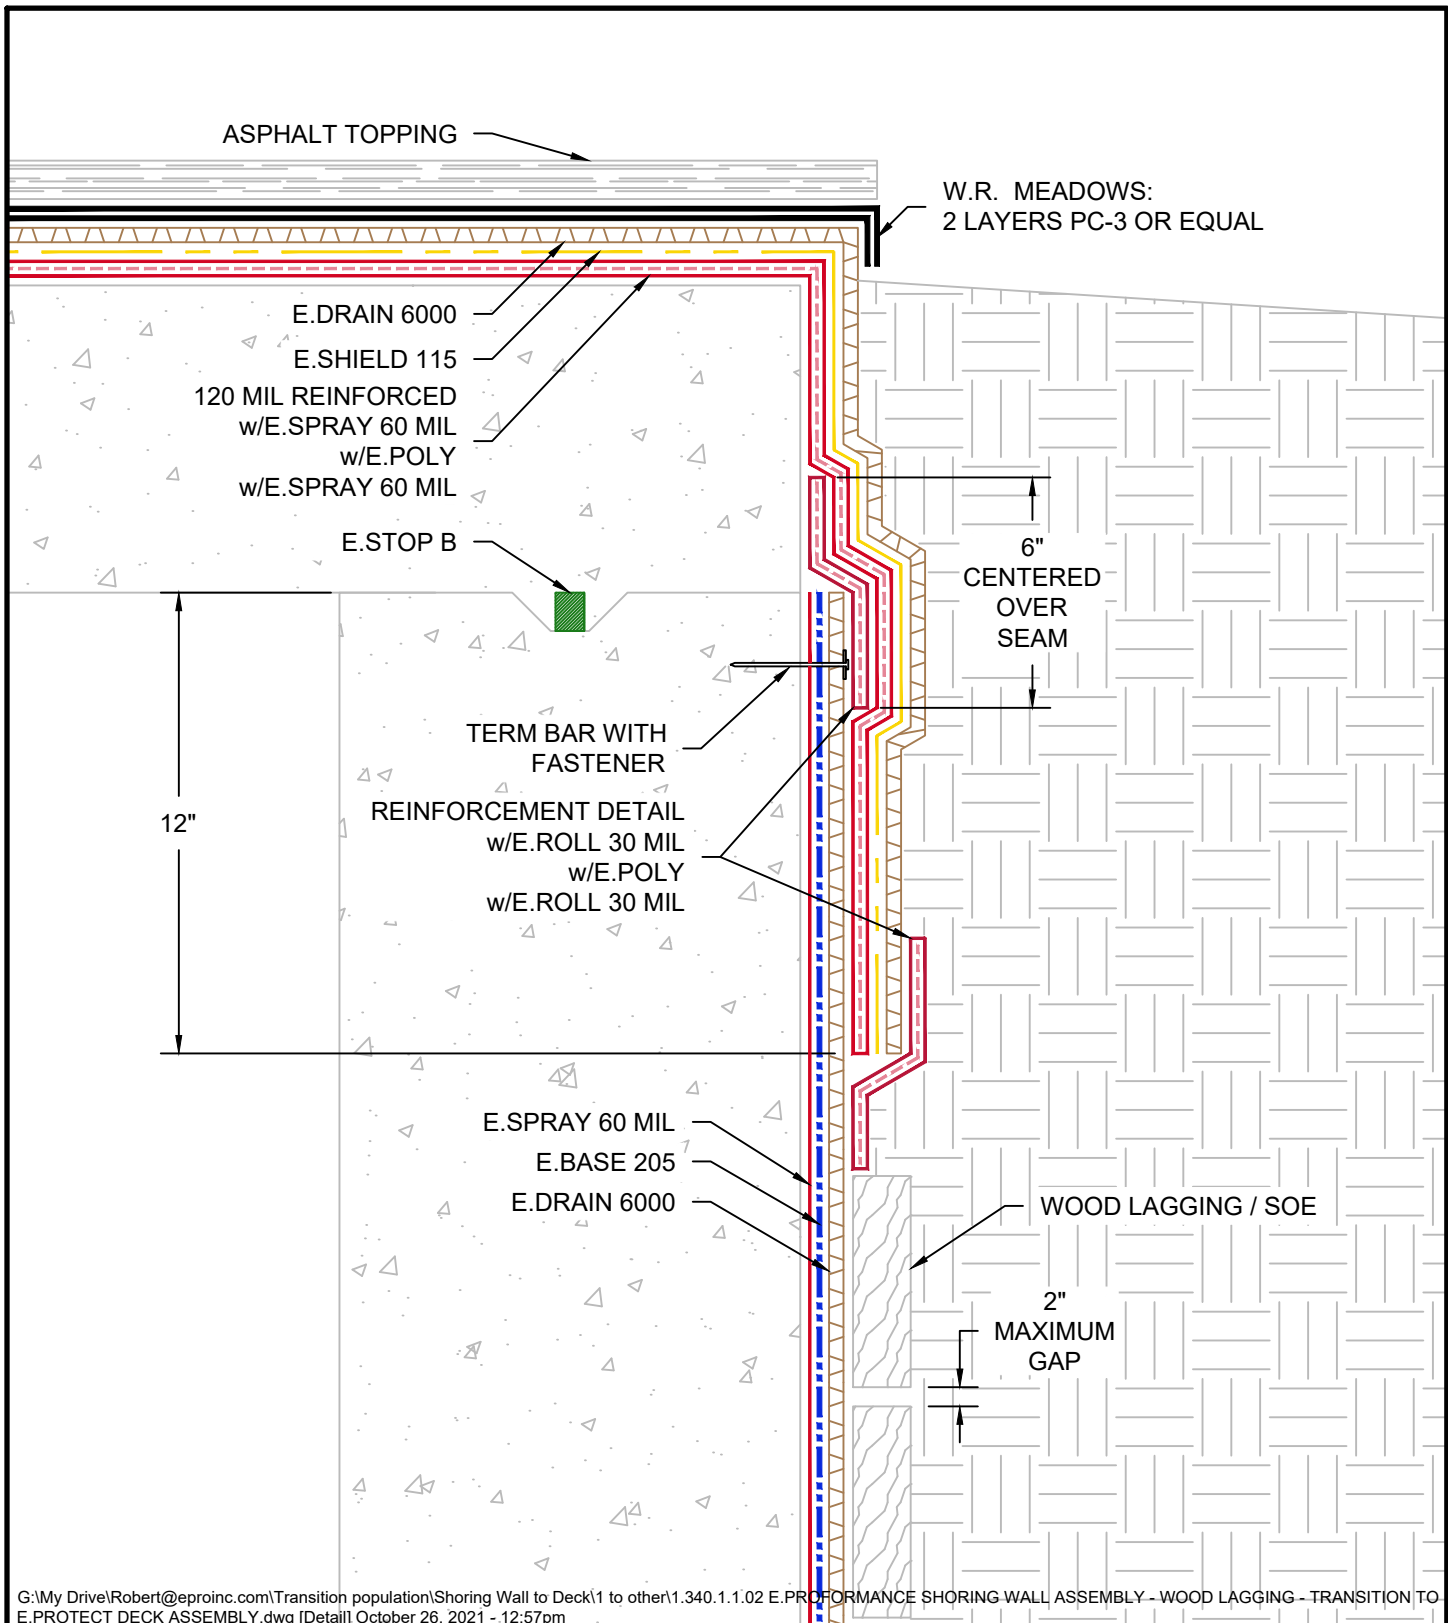 ASPHALT TOPPING
W.R. MEADOWS:
2 LAYERS PC-3 OR EQUAL
E.DRAIN 6000
E.SHIELD 115
120 MIL REINFORCED
w/E.SPRAY 60 MIL
w/E.POLY
w/E.SPRAY 60 MIL
E.STOP B
6"
CENTERED
OVER
SEAM
TERM BAR WITH
FASTENER
12"
REINFORCEMENT DETAIL
w/E.ROLL 30 MIL
w/E.POLY
w/E.ROLL 30 MIL
E.SPRAY 60 MIL
E.BASE 205
E.DRAIN 6000
WOOD LAGGING / SOE
2"
MAXIMUM
GAP
G:\My Drive\Robert@eproinc.com\Transition population\Shoring Wall to Deck\1 to other\1.340.1.1.02 E.PROFORMANCE SHORING WALL ASSEMBLY - WOOD LAGGING - TRANSITION TO
E.PROTECT DECK ASSEMBLY.dwg [Detail] October 26, 2021 - 12:57pm